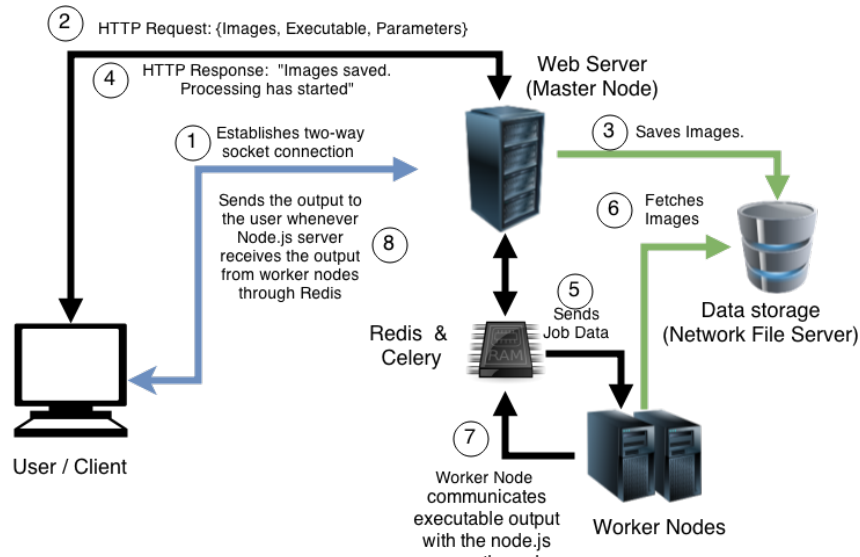 2
HTTP Request: {Images, Executable, Parameters}
4
HTTP Response: "Images saved.
Processing has started"
Web Server
(Master Node)
1
Establishes two-way
socket connection
3
Saves Images.
Sends the output to
the user whenever
Node.js server
receives the output
from worker nodes
through Redis
8
6
Fetches
Images
5
Sends
Job Data
Redis &
Celery
RAM
Data storage
(Network File Server)
User / Client
7
Worker Node
communicates
executable output
with the node.js
Worker Nodes